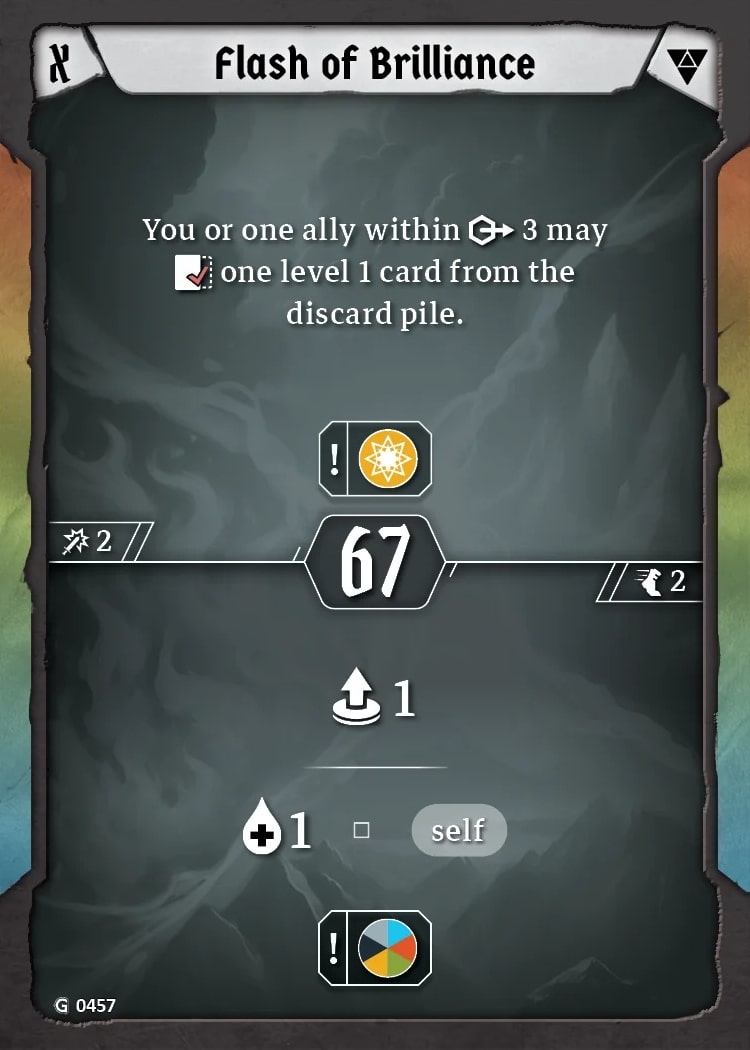 א Flash of Brilliance
You or one ally within 3 may
one level 1 card from the
discard pile.
!
2
67
2
1
1 self
!
G 0457